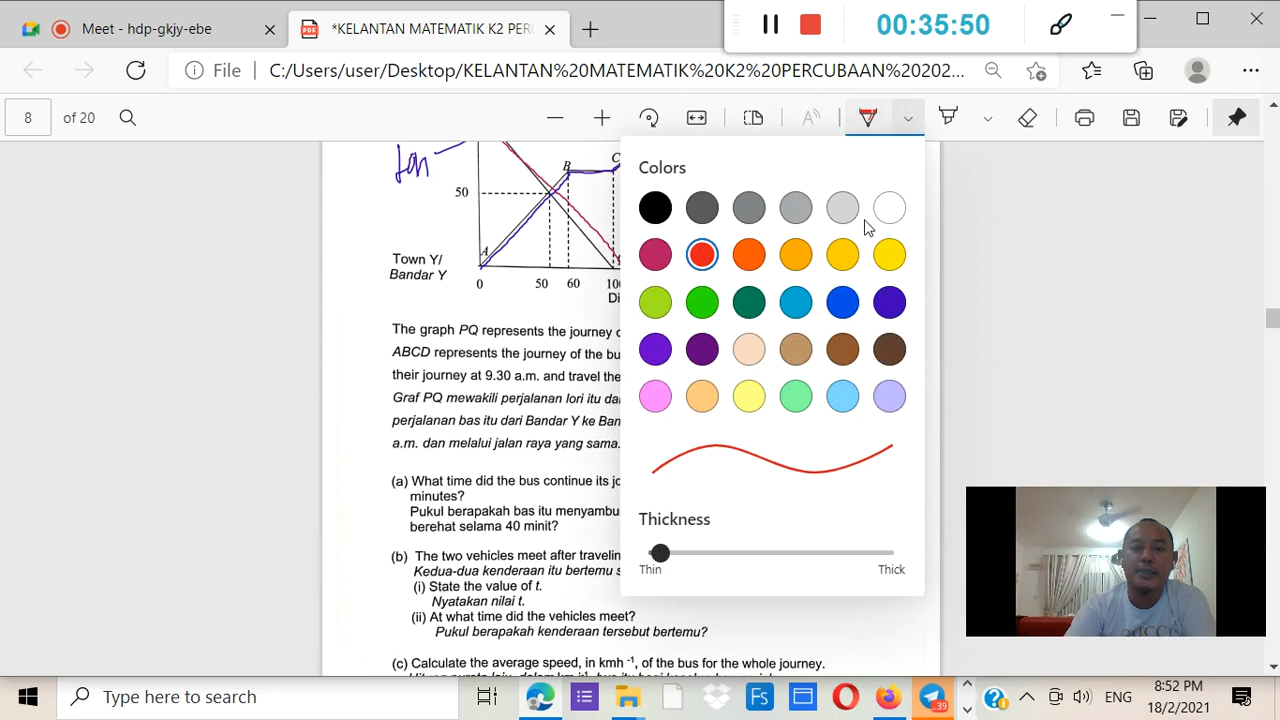 00:35:50
Meet - hdp-gkjy-ebe
*KELANTAN MATEMATIK K2 PERC
File
C:/Users/user/Desktop/KELANTAN%20MATEMATIK%20K2%20PERCUBAAN%20202...
8
of 20
Colors
Thickness
Thin
Thick
B
C
50
A
Town Y/
Bandar Y
0
50
60
The graph PQ represents the journey
ABCD represents the journey of the bu
their journey at 9.30 a.m. and travel the
Graf PQ mewakili perjalanan lori itu da
perjalanan bas itu dari Bandar Y ke Ban
a.m. dan melalui jalan raya yang sama.
(a) What time did the bus continue its
minutes?
Pukul berapakah bas itu menyambu
berehat selama 40 minit?
(b) The two vehicles meet after traveling
Kedua-dua kenderaan itu bertemu
(i) State the value of t.
Nyatakan nilai t.
(ii) At what time did the vehicles meet?
Pukul berapakah kenderaan tersebut bertemu?
(c) Calculate the average speed, in kmh -1, of the bus for the whole journey.
Type here to search
Fs
39
ENG
8:52 PM
18/2/2021